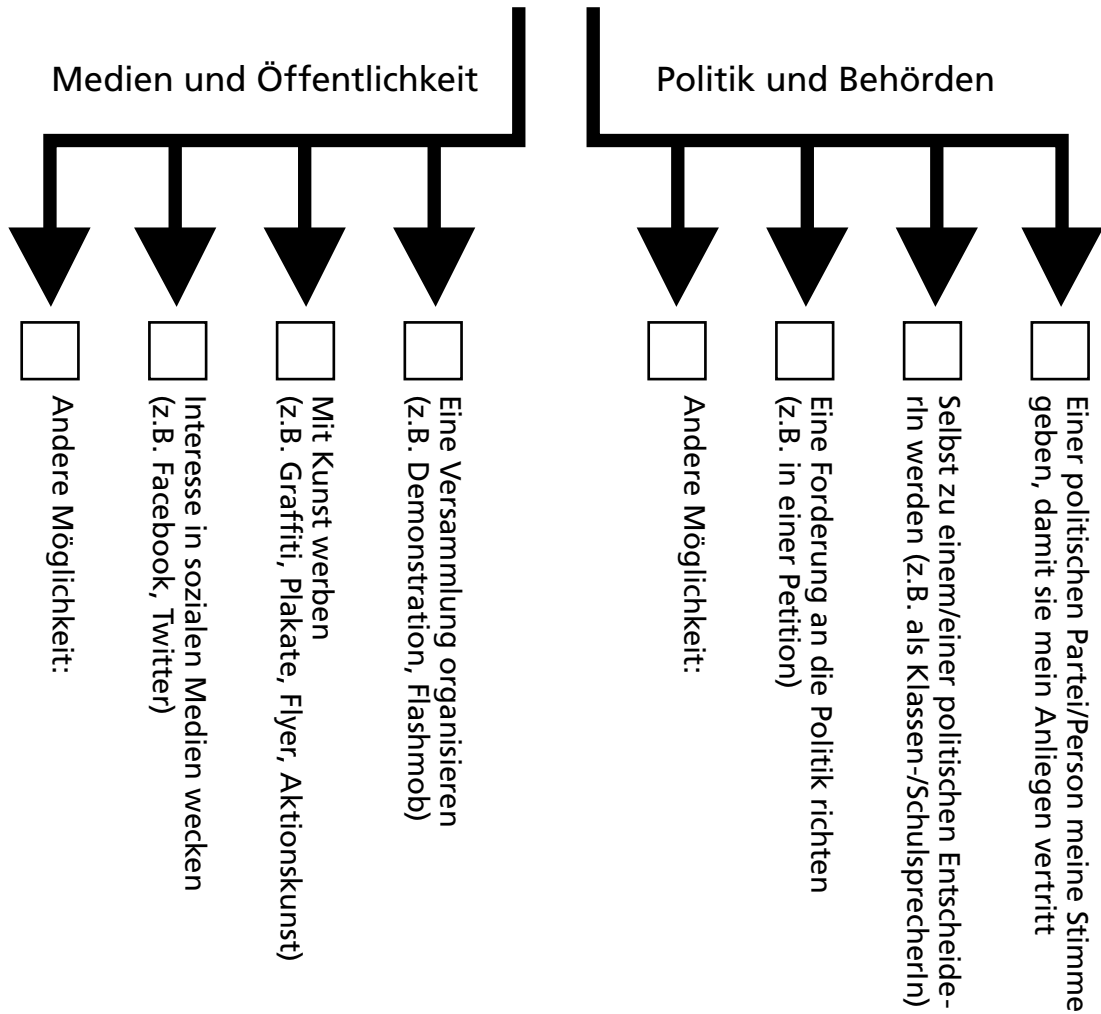 Medien und Öffentlichkeit
Politik und Behörden
Andere Möglichkeit:
Interesse in sozialen Medien wecken
(z.B. Facebook, Twitter)
Mit Kunst werben
(z.B. Graffiti, Plakate, Flyer, Aktionskunst)
Eine Versammlung organisieren
(z.B. Demonstration, Flashmob)
Andere Möglichkeit:
Eine Forderung an die Politik richten
(z.B. in einer Petition)
Selbst zu einem/einer politischen Entscheide-
rIn werden (z.B. als Klassen-/SchulsprecherIn)
Einer politischen Partei/Person meine Stimme
geben, damit sie mein Anliegen vertritt